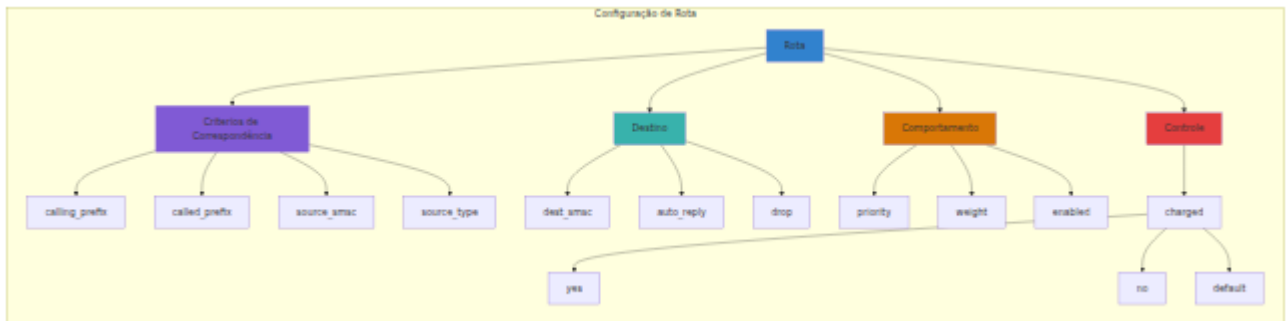 Configuração de Rota
Rota
Critérios de
Correspondência
Destino
Comportamento
Controle
calling_prefix
called_prefix
source_smsc
source_type
dest_smsc
auto_reply
drop
priority
weight
enabled
charged
yes
no
default